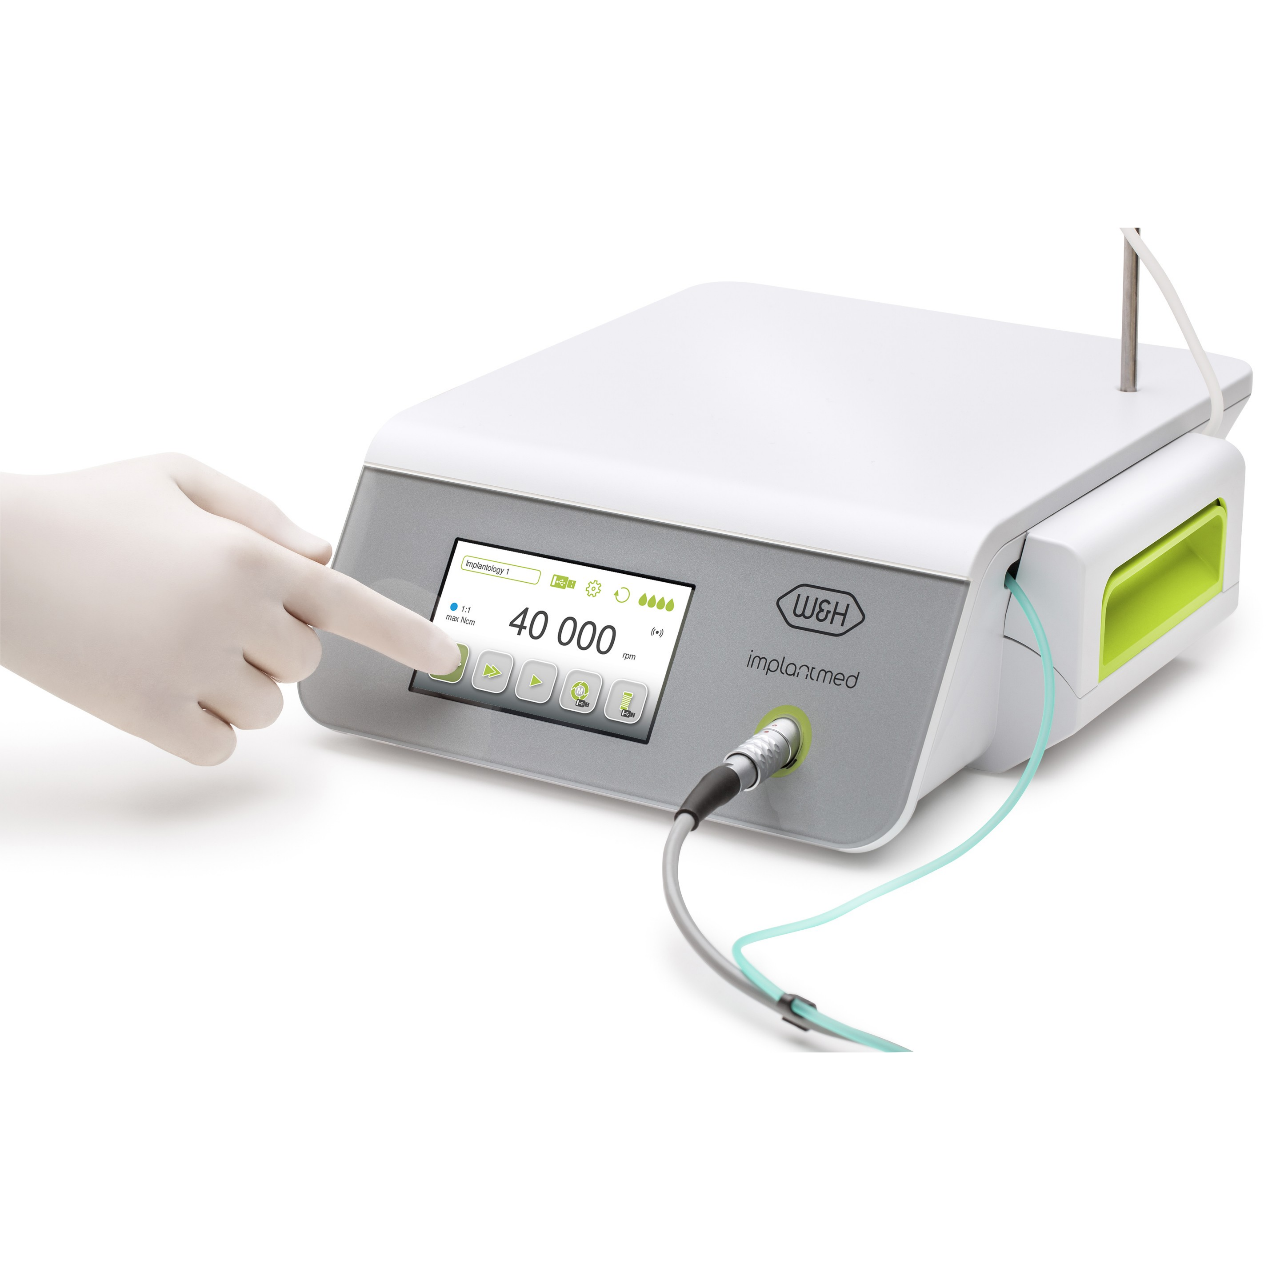 Implantology 1
1:1
max Ncm
40 000
rpm
M
W&H
implantmed